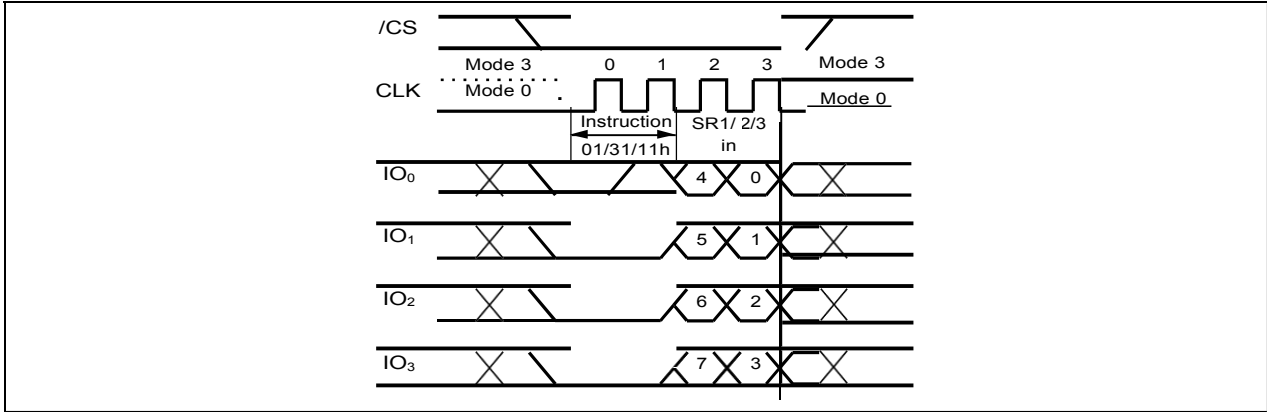 /CS
Mode 3 0 1 2 3 Mode 3
CLK Mode 0 Mode 0
Instruction SR1/ 2/3
01/31/11h in
IO₀ 4 0
IO₁ 5 1
IO₂ 6 2
IO₃ 7 3